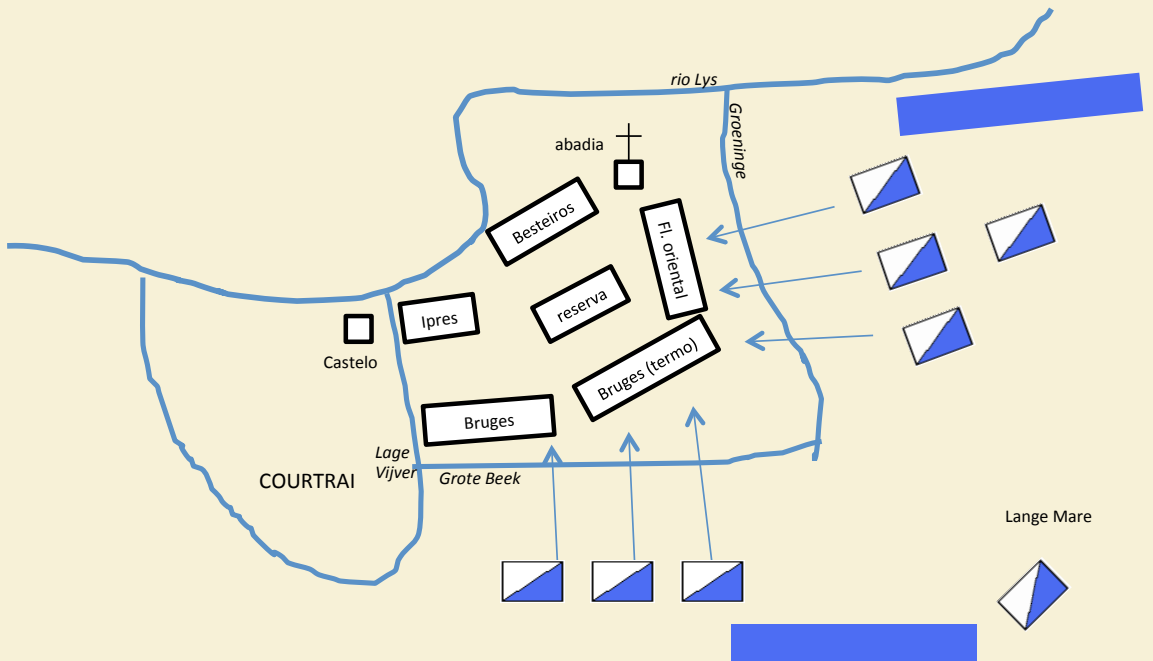 rio Lys
Groeninge
abadia
Besteiros
Fl. oriental
reserva
Ipres
Castelo
Bruges (termo)
Bruges
Lage
Vijver
COURTRAI
Grote Beek
Lange Mare